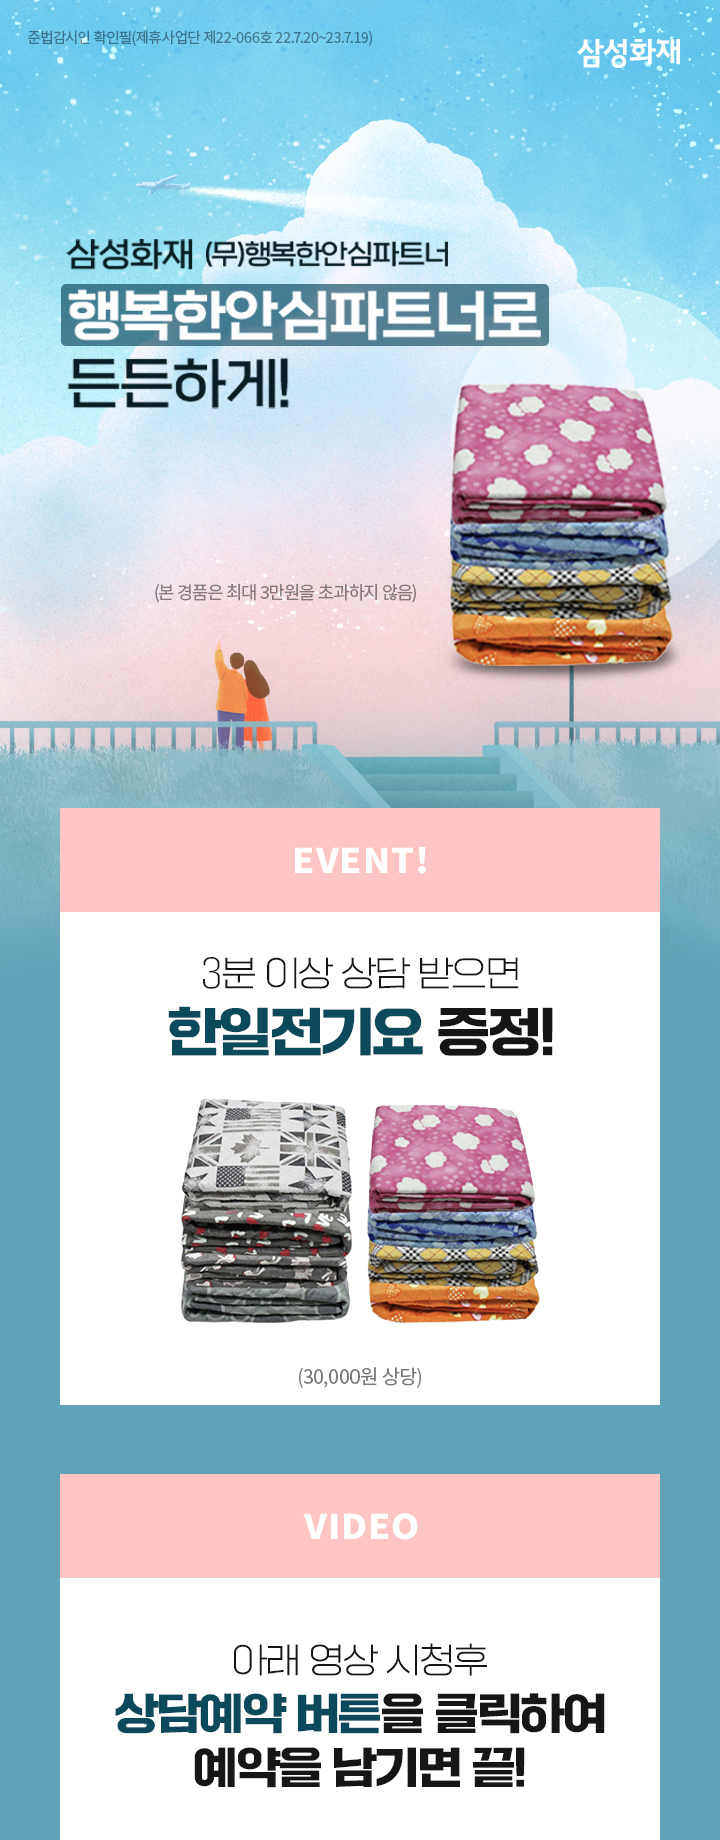 준법감시인 확인필(제휴사업단 제22-066호 22.7.20~23.7.19)
삼성화재
삼성화재 (무)행복한안심파트너
행복한안심파트너로
든든하게!
(본 경품은 최대 3만원을 초과하지 않음)
EVENT!
3분 이상 상담 받으면
한일전기요 증정!
(30,000원 상당)
VIDEO
아래 영상 시청후
상담예약 버튼을 클릭하여
예약을 남기면 끝!